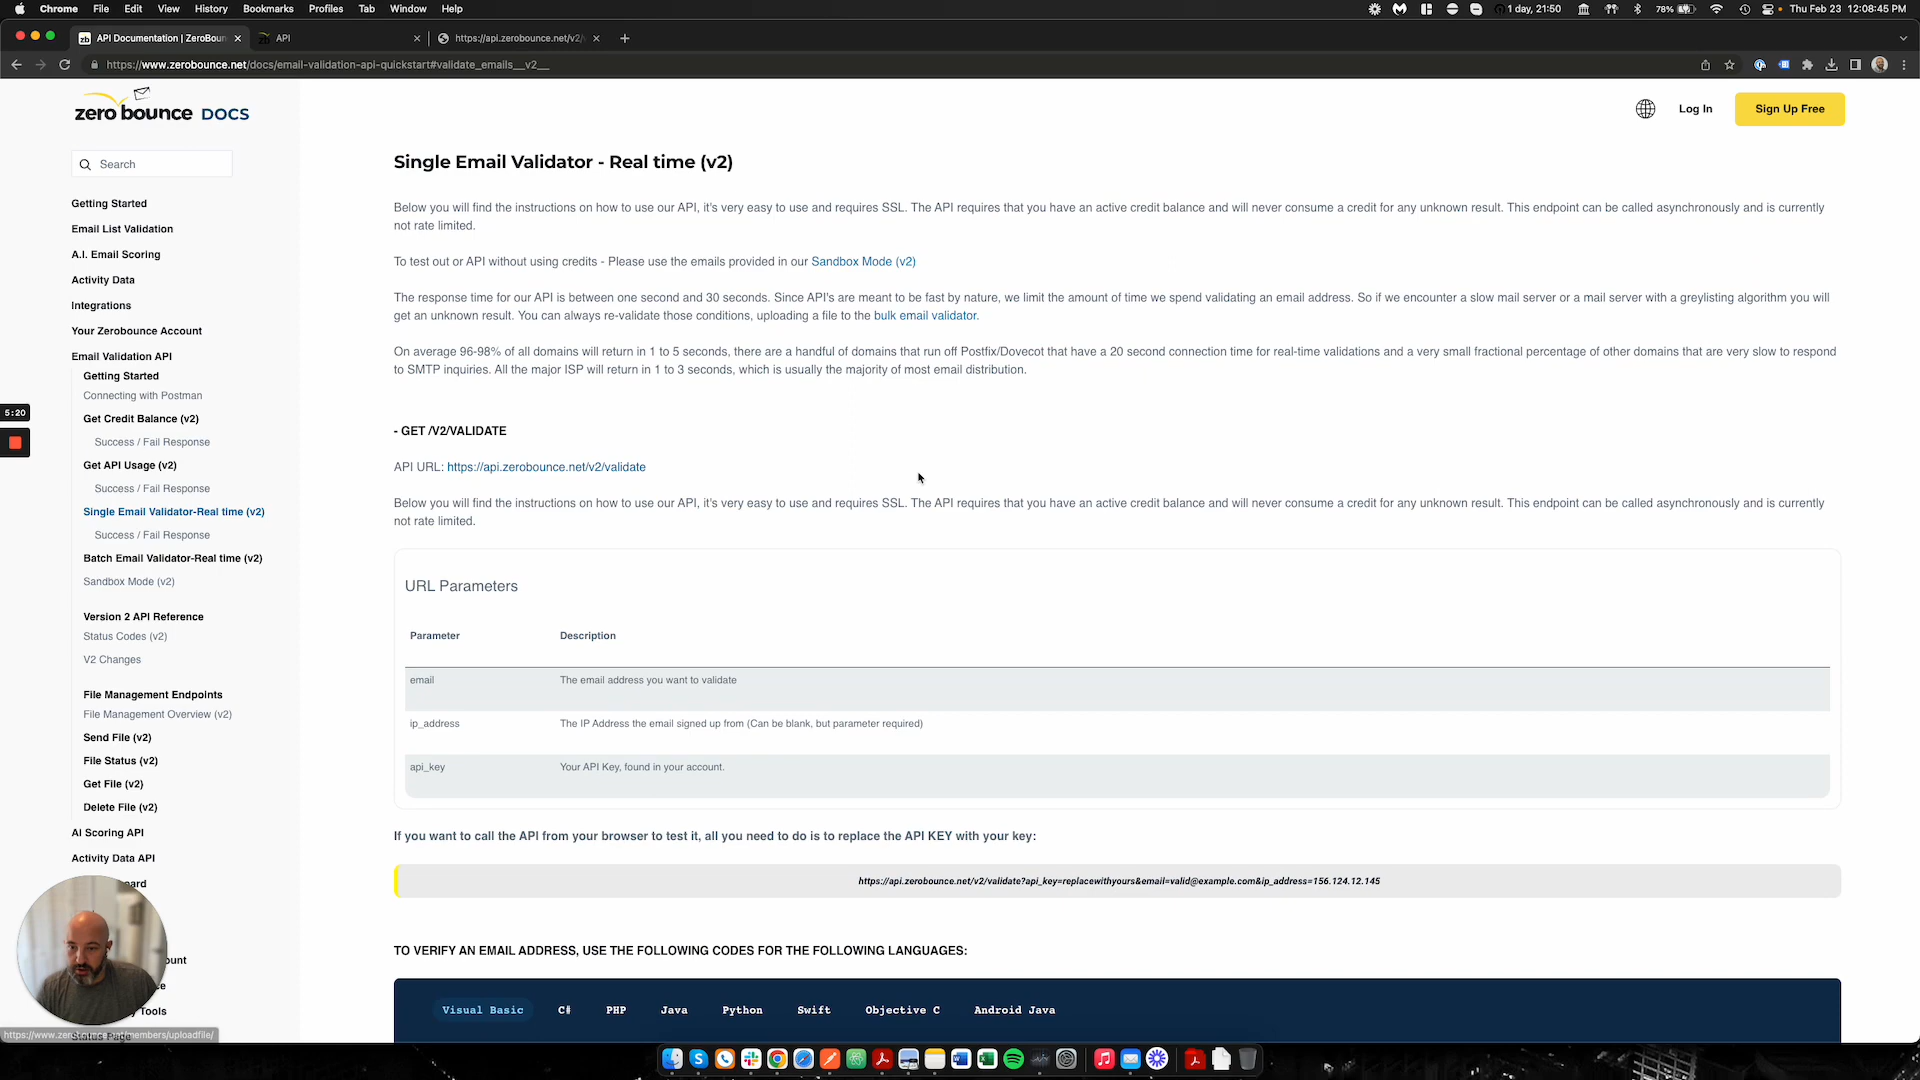 Chrome File Edit View History Bookmarks Profiles Tab Window Help
1 day, 21:50 78% Thu Feb 23 12:08:45 PM
zb API Documentation | ZeroBoun zb API https://api.zerobounce.net/v2/
https://www.zerobounce.net/docs/email-validation-api-quickstart#validate_emails__v2__
zero bounce DOCS
Log In
Sign Up Free
Search
Getting Started
Email List Validation
A.I. Email Scoring
Activity Data
Integrations
Your Zerobounce Account
Email Validation API
Getting Started
Connecting with Postman
Get Credit Balance (v2)
Success / Fail Response
Get API Usage (v2)
Success / Fail Response
Single Email Validator-Real time (v2)
Success / Fail Response
Batch Email Validator-Real time (v2)
Sandbox Mode (v2)
Version 2 API Reference
Status Codes (v2)
V2 Changes
File Management Endpoints
File Management Overview (v2)
Send File (v2)
File Status (v2)
Get File (v2)
Delete File (v2)
AI Scoring API
Activity Data API
5:20
Single Email Validator - Real time (v2)
Below you will find the instructions on how to use our API, it's very easy to use and requires SSL. The API requires that you have an active credit balance and will never consume a credit for any unknown result. This endpoint can be called asynchronously and is currently
not rate limited.
To test out or API without using credits - Please use the emails provided in our Sandbox Mode (v2)
The response time for our API is between one second and 30 seconds. Since API's are meant to be fast by nature, we limit the amount of time we spend validating an email address. So if we encounter a slow mail server or a mail server with a greylisting algorithm you will
get an unknown result. You can always re-validate those conditions, uploading a file to the bulk email validator.
On average 96-98% of all domains will return in 1 to 5 seconds, there are a handful of domains that run off Postfix/Dovecot that have a 20 second connection time for real-time validations and a very small fractional percentage of other domains that are very slow to respond
to SMTP inquiries. All the major ISP will return in 1 to 3 seconds, which is usually the majority of most email distribution.
- GET /V2/VALIDATE
API URL: https://api.zerobounce.net/v2/validate
Below you will find the instructions on how to use our API, it's very easy to use and requires SSL. The API requires that you have an active credit balance and will never consume a credit for any unknown result. This endpoint can be called asynchronously and is currently
not rate limited.
URL Parameters
Parameter Description
email The email address you want to validate
ip_address The IP Address the email signed up from (Can be blank, but parameter required)
api_key Your API Key, found in your account.
If you want to call the API from your browser to test it, all you need to do is to replace the API KEY with your key:
https://api.zerobounce.net/v2/validate?api_key=replacewithyours&email=valid@example.com&ip_address=156.124.12.145
TO VERIFY AN EMAIL ADDRESS, USE THE FOLLOWING CODES FOR THE FOLLOWING LANGUAGES:
Visual Basic C# PHP Java Python Swift Objective C Android Java
Tools
Status Page